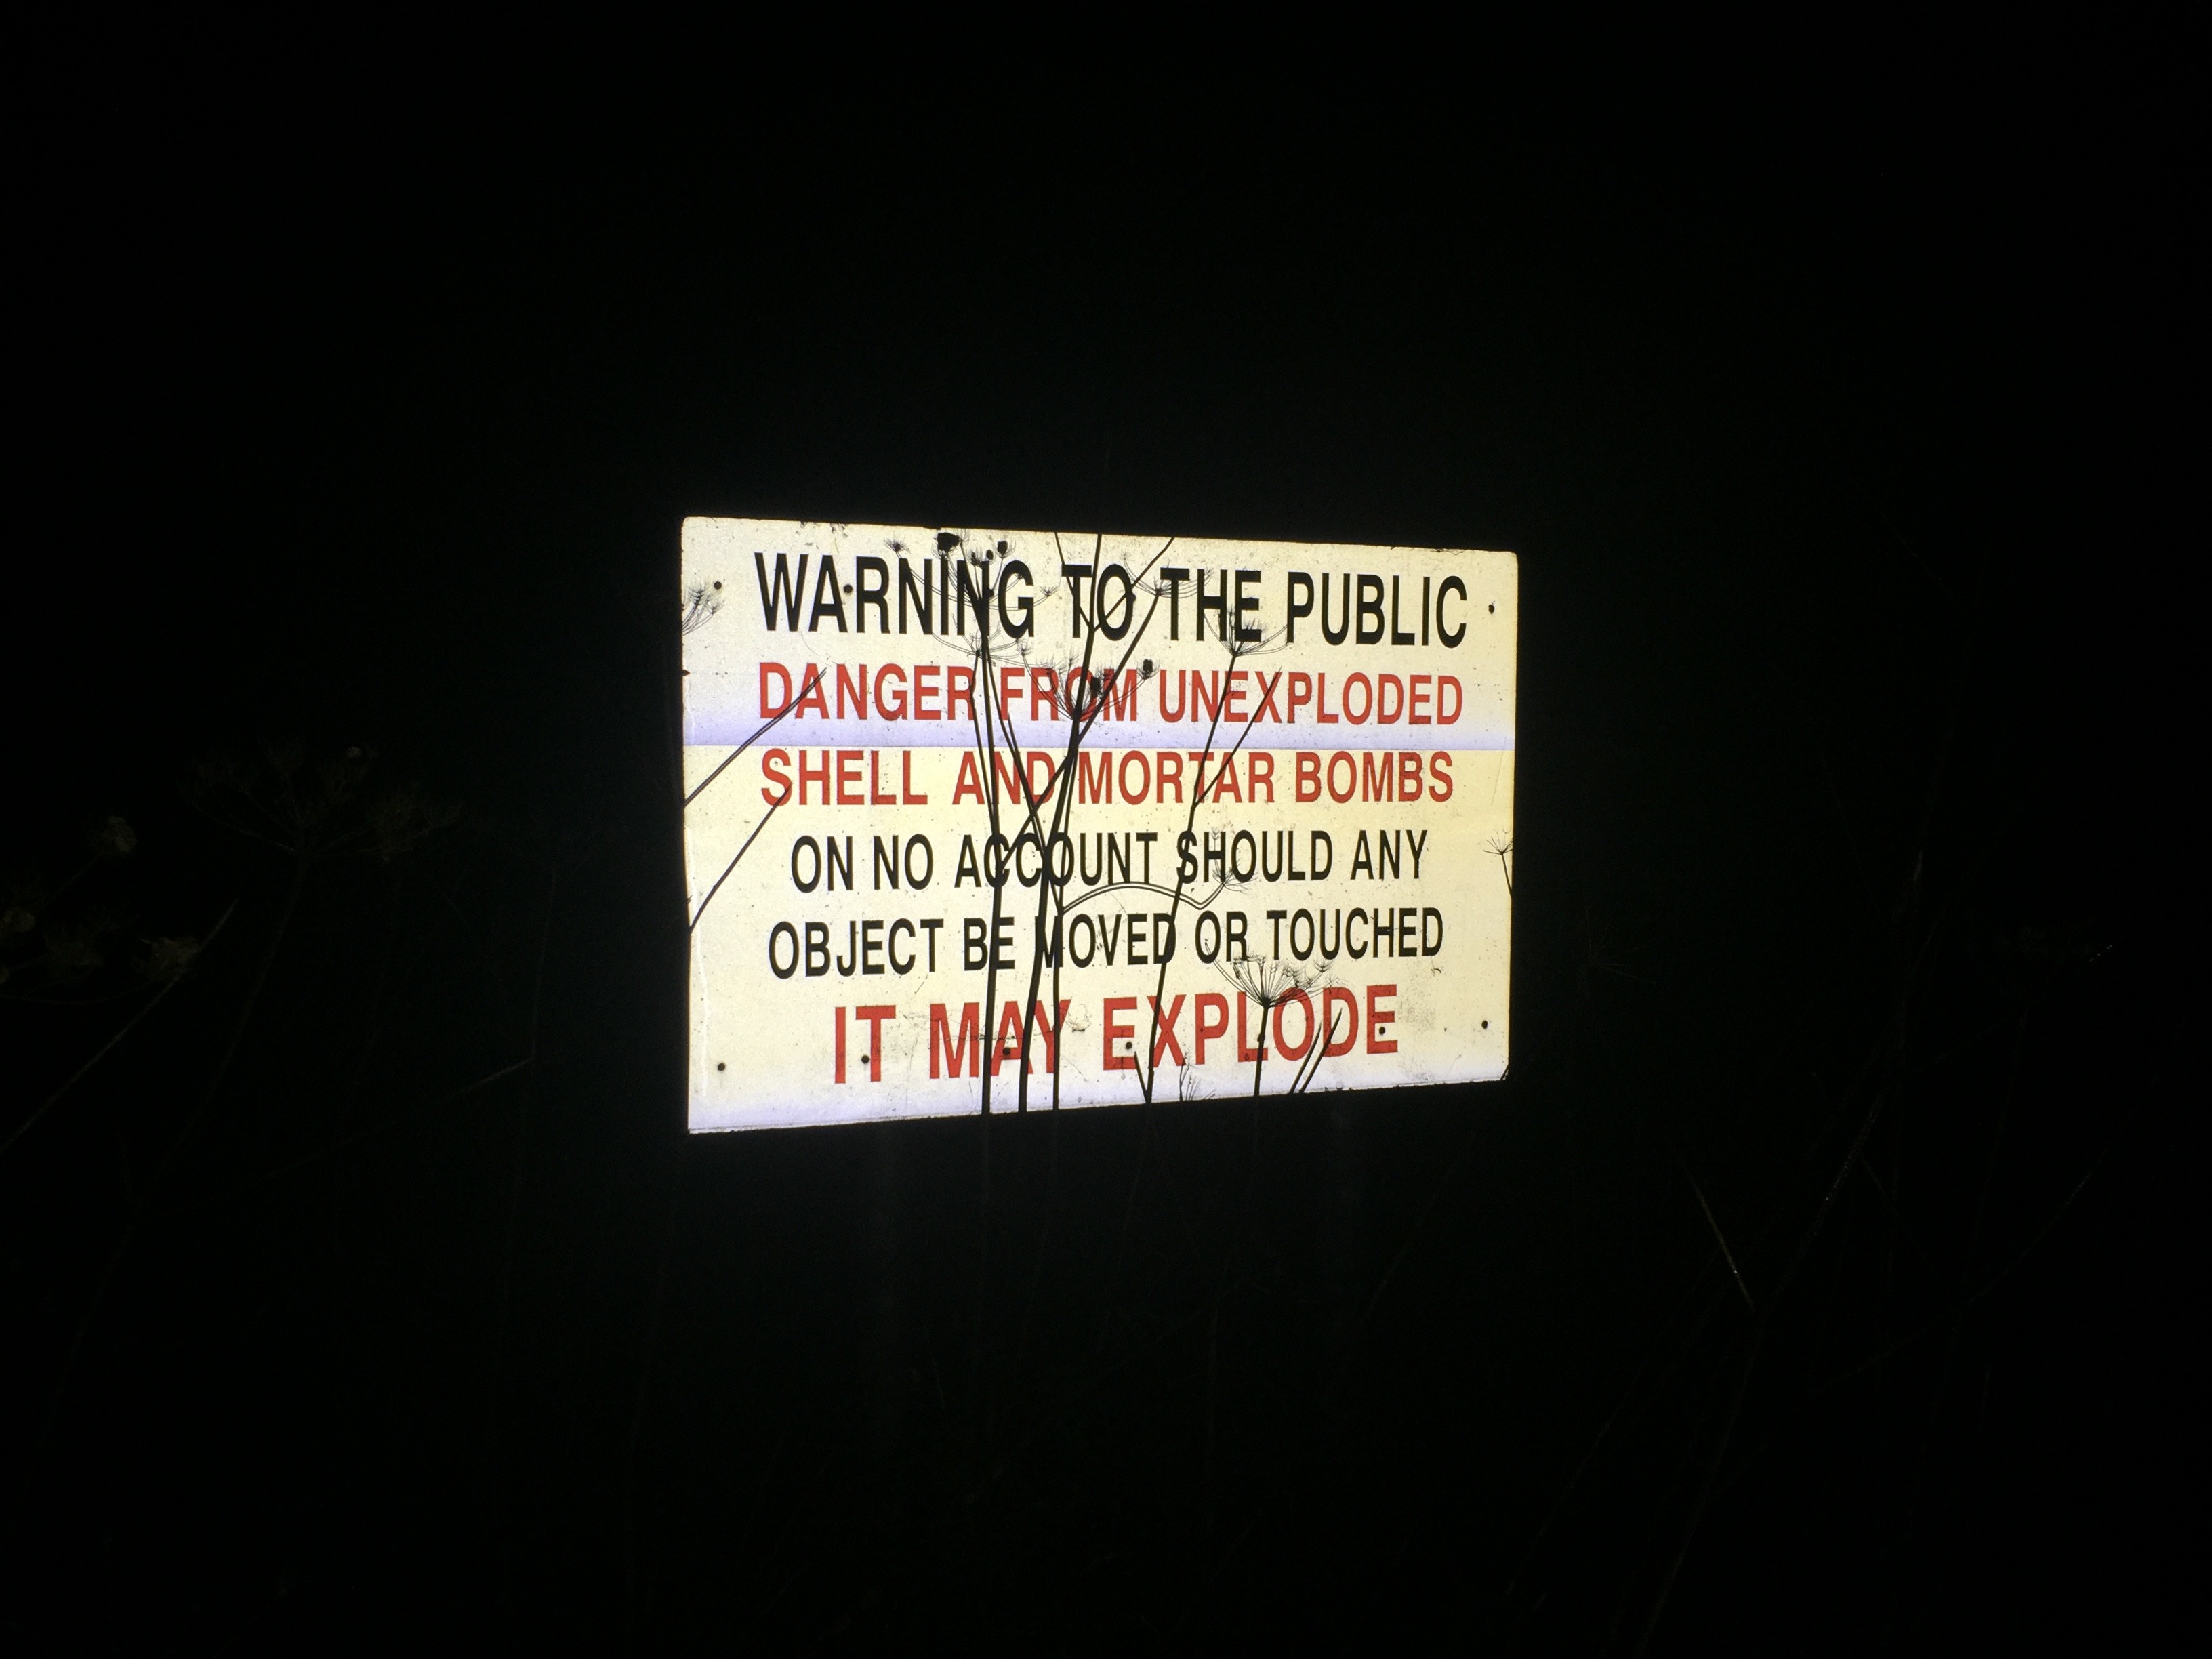 WARNING TO THE PUBLIC
DANGER FROM UNEXPLODED
SHELL AND MORTAR BOMBS
ON NO ACCOUNT SHOULD ANY
OBJECT BE MOVED OR TOUCHED
IT MAY EXPLODE